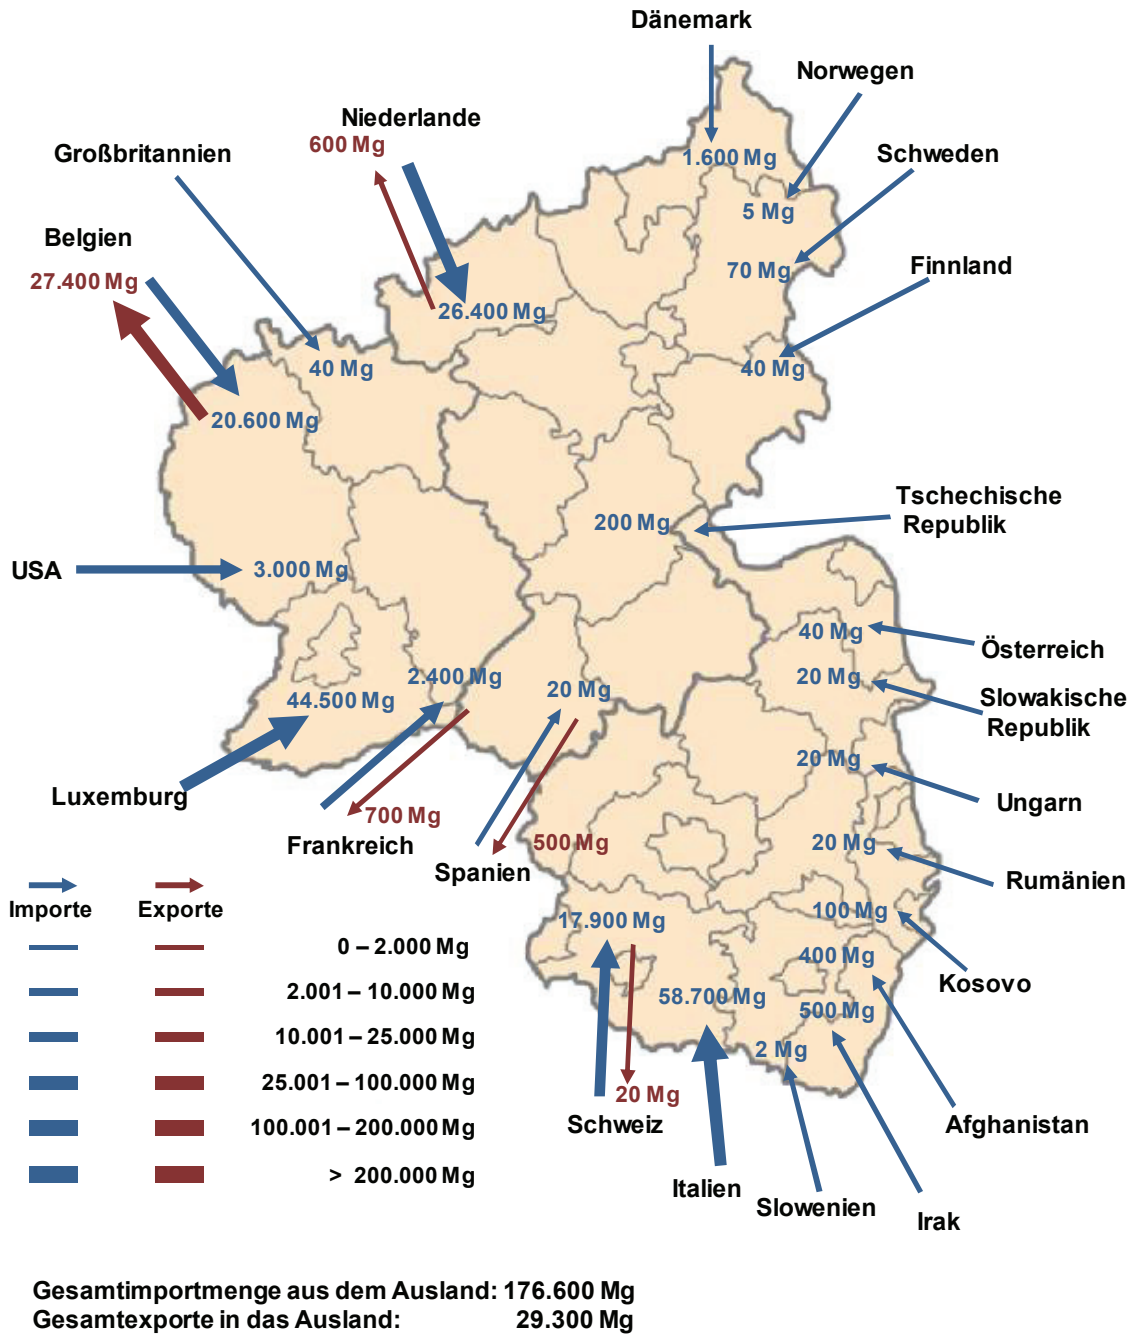 Dänemark
Norwegen
Niederlande
600 Mg
Großbritannien
1.600 Mg
Schweden
5 Mg
Belgien
27.400 Mg
70 Mg
Finnland
26.400 Mg
40 Mg
40 Mg
20.600 Mg
Tschechische
Republik
200 Mg
USA
3.000 Mg
40 Mg
Österreich
2.400 Mg
20 Mg
20 Mg
44.500 Mg
Slowakische
Republik
20 Mg
Luxemburg
Ungarn
700 Mg
Frankreich
500 Mg
20 Mg
Spanien
Rumänien
Importe
Exporte
17.900 Mg
100 Mg
0 – 2.000 Mg
400 Mg
Kosovo
2.001 – 10.000 Mg
58.700 Mg
500 Mg
10.001 – 25.000 Mg
2 Mg
25.001 – 100.000 Mg
20 Mg
Schweiz
Afghanistan
100.001 – 200.000 Mg
> 200.000 Mg
Italien
Slowenien
Irak
Gesamtimportmenge aus dem Ausland: 176.600 Mg
Gesamtexporte in das Ausland: 29.300 Mg